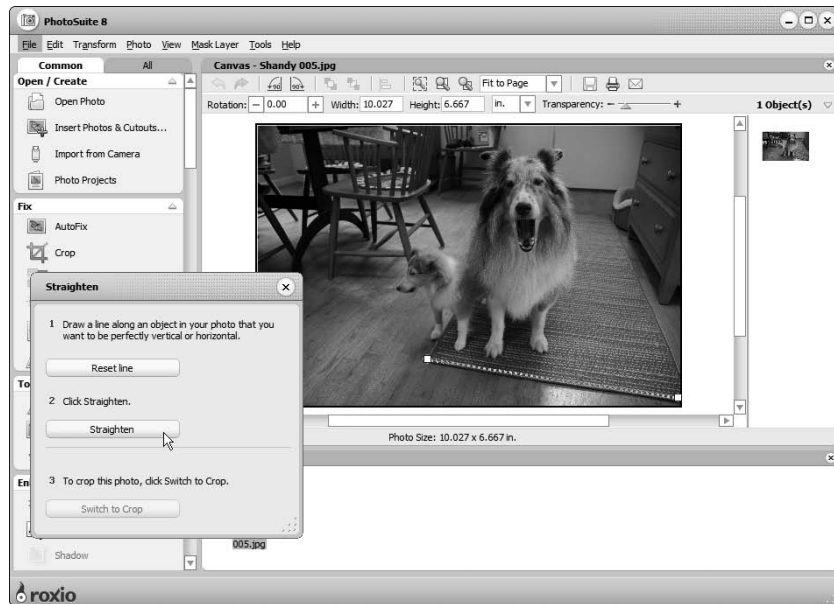 PhotoSuite 8
File Edit Transform Photo View Mask Layer Tools Help
Common All
Open / Create
Open Photo
Insert Photos & Cutouts...
Import from Camera
Photo Projects
Fix
AutoFix
Crop
Canvas - Shandy 005.jpg
Fit to Page
Rotation: 0.00 Width: 10.027 Height: 6.667 in. Transparency:
1 Object(s)
Straighten
1 Draw a line along an object in your photo that you
want to be perfectly vertical or horizontal.
Reset line
2 Click Straighten.
Straighten
3 To crop this photo, click Switch to Crop.
Switch to Crop
Photo Size: 10.027 x 6.667 in.
005.jpg
Shadow
roxio